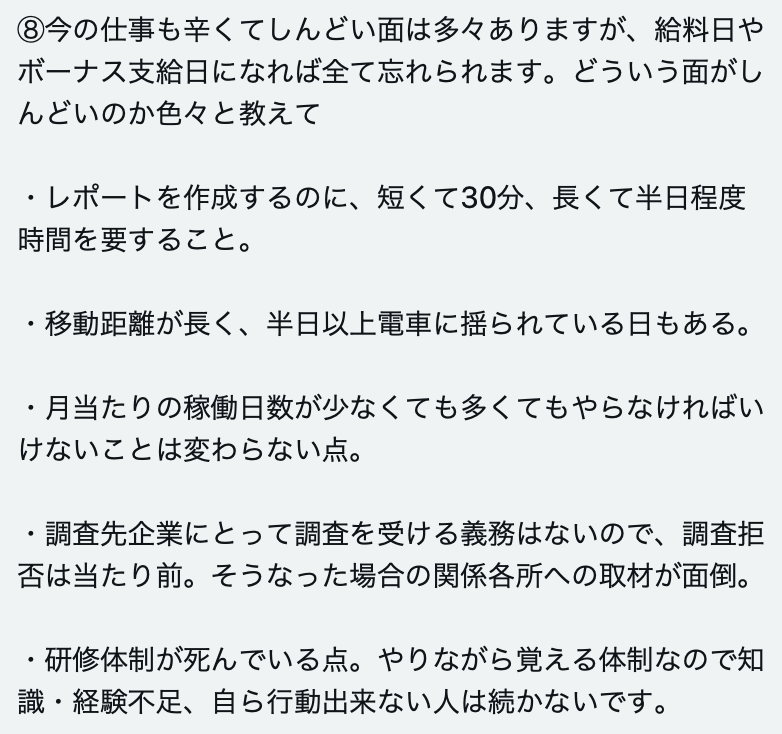 ⑧今の仕事も辛くてしんどい面は多々ありますが、給料日や
ボーナス支給日になれば全て忘れられます。どういう面がし
んどいのか色々と教えて
・レポートを作成するのに、短くて30分、長くて半日程度
時間を要すること。
・移動距離が長く、半日以上電車に揺られている日もある。
・月当たりの稼働日数が少なくても多くてもやらなければい
けないことは変わらない点。
・調査先企業にとって調査を受ける義務はないので、調査拒
否は当たり前。そうなった場合の関係各所への取材が面倒。
・研修体制が死んでいる点。やりながら覚える体制なので知
識・経験不足、自ら行動出来ない人は続かないです。